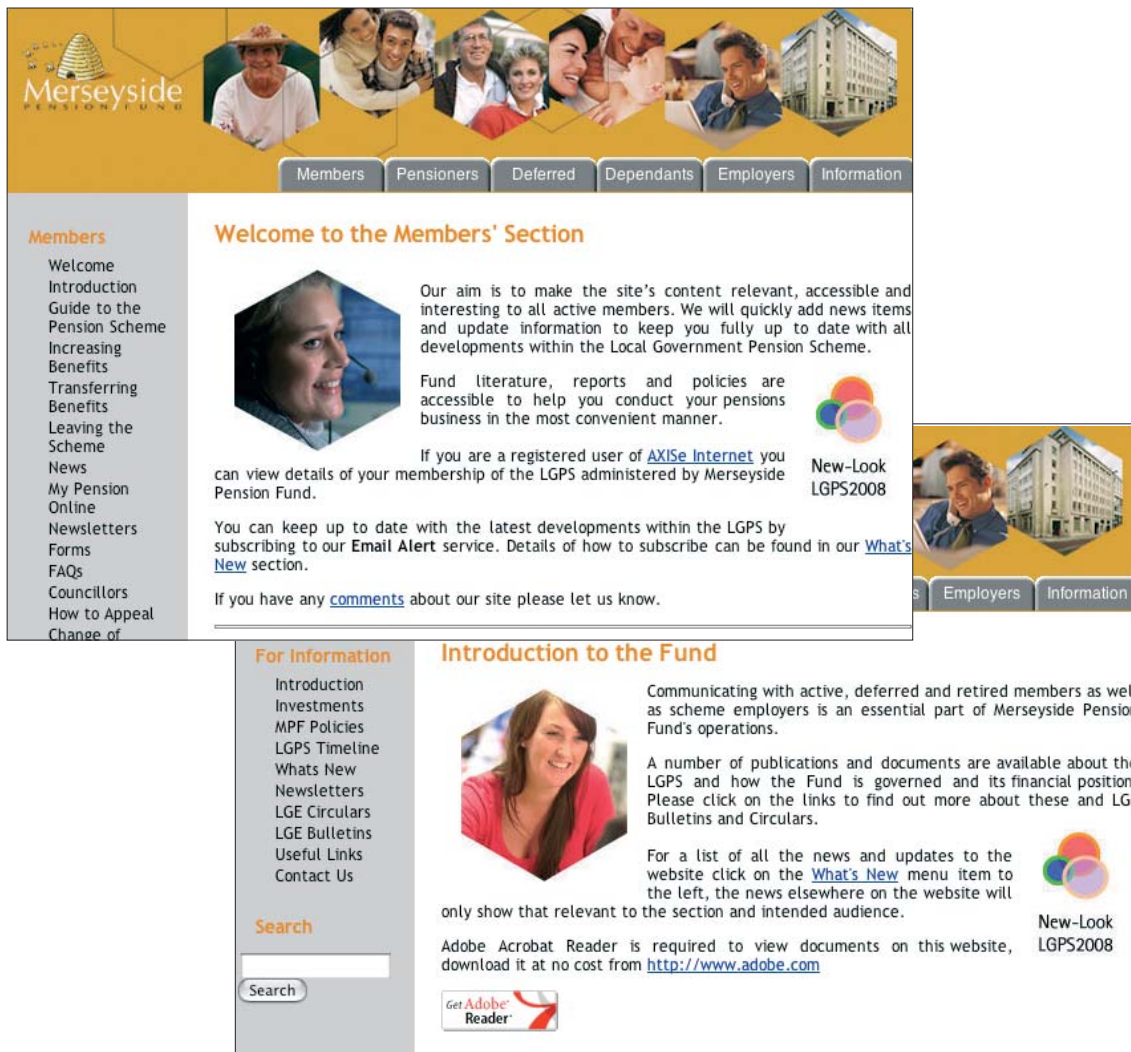 Merseyside
PENSION FUND
Members Pensioners Deferred Dependants Employers Information
Members
Welcome
Introduction
Guide to the
Pension Scheme
Increasing
Benefits
Transferring
Benefits
Leaving the
Scheme
News
My Pension
Online
Newsletters
Forms
FAQs
Councillors
How to Appeal
Change of
Welcome to the Members' Section
Our aim is to make the site's content relevant, accessible and
interesting to all active members. We will quickly add news items
and update information to keep you fully up to date with all
developments within the Local Government Pension Scheme.
Fund literature, reports and policies are
accessible to help you conduct your pensions
business in the most convenient manner.
If you are a registered user of AXISe Internet you
can view details of your membership of the LGPS administered by Merseyside
Pension Fund.
New-Look
LGPS2008
You can keep up to date with the latest developments within the LGPS by
subscribing to our Email Alert service. Details of how to subscribe can be found in our What's
New section.
If you have any comments about our site please let us know.
s Employers Information
For Information
Introduction
Investments
MPF Policies
LGPS Timeline
Whats New
Newsletters
LGE Circulars
LGE Bulletins
Useful Links
Contact Us
Search
Search
Introduction to the Fund
Communicating with active, deferred and retired members as wel
as scheme employers is an essential part of Merseyside Pension
Fund's operations.
A number of publications and documents are available about the
LGPS and how the Fund is governed and its financial position
Please click on the links to find out more about these and LG
Bulletins and Circulars.
For a list of all the news and updates to the
website click on the What's New menu item to
the left, the news elsewhere on the website will
only show that relevant to the section and intended audience.
New-Look
LGPS2008
Adobe Acrobat Reader is required to view documents on this website,
download it at no cost from http://www.adobe.com
Get Adobe
Reader